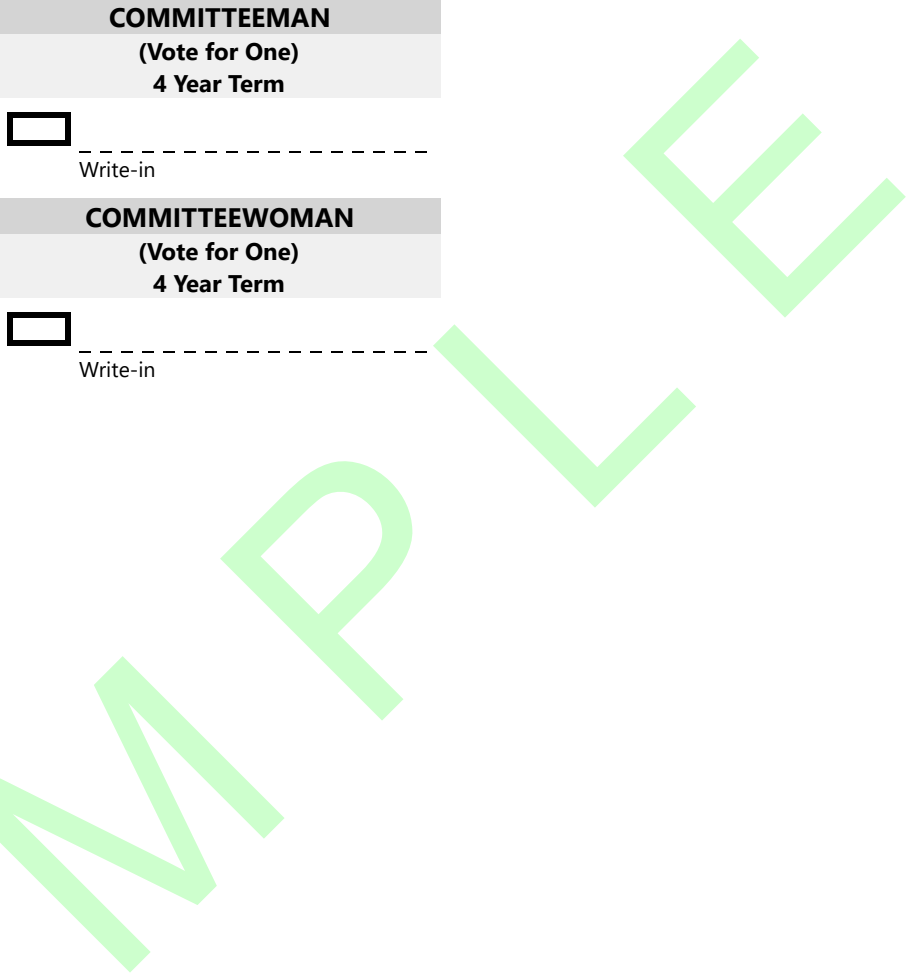 COMMITTEEMAN
(Vote for One)
4 Year Term
Write-in
COMMITTEEWOMAN
(Vote for One)
4 Year Term
Write-in
M P L E